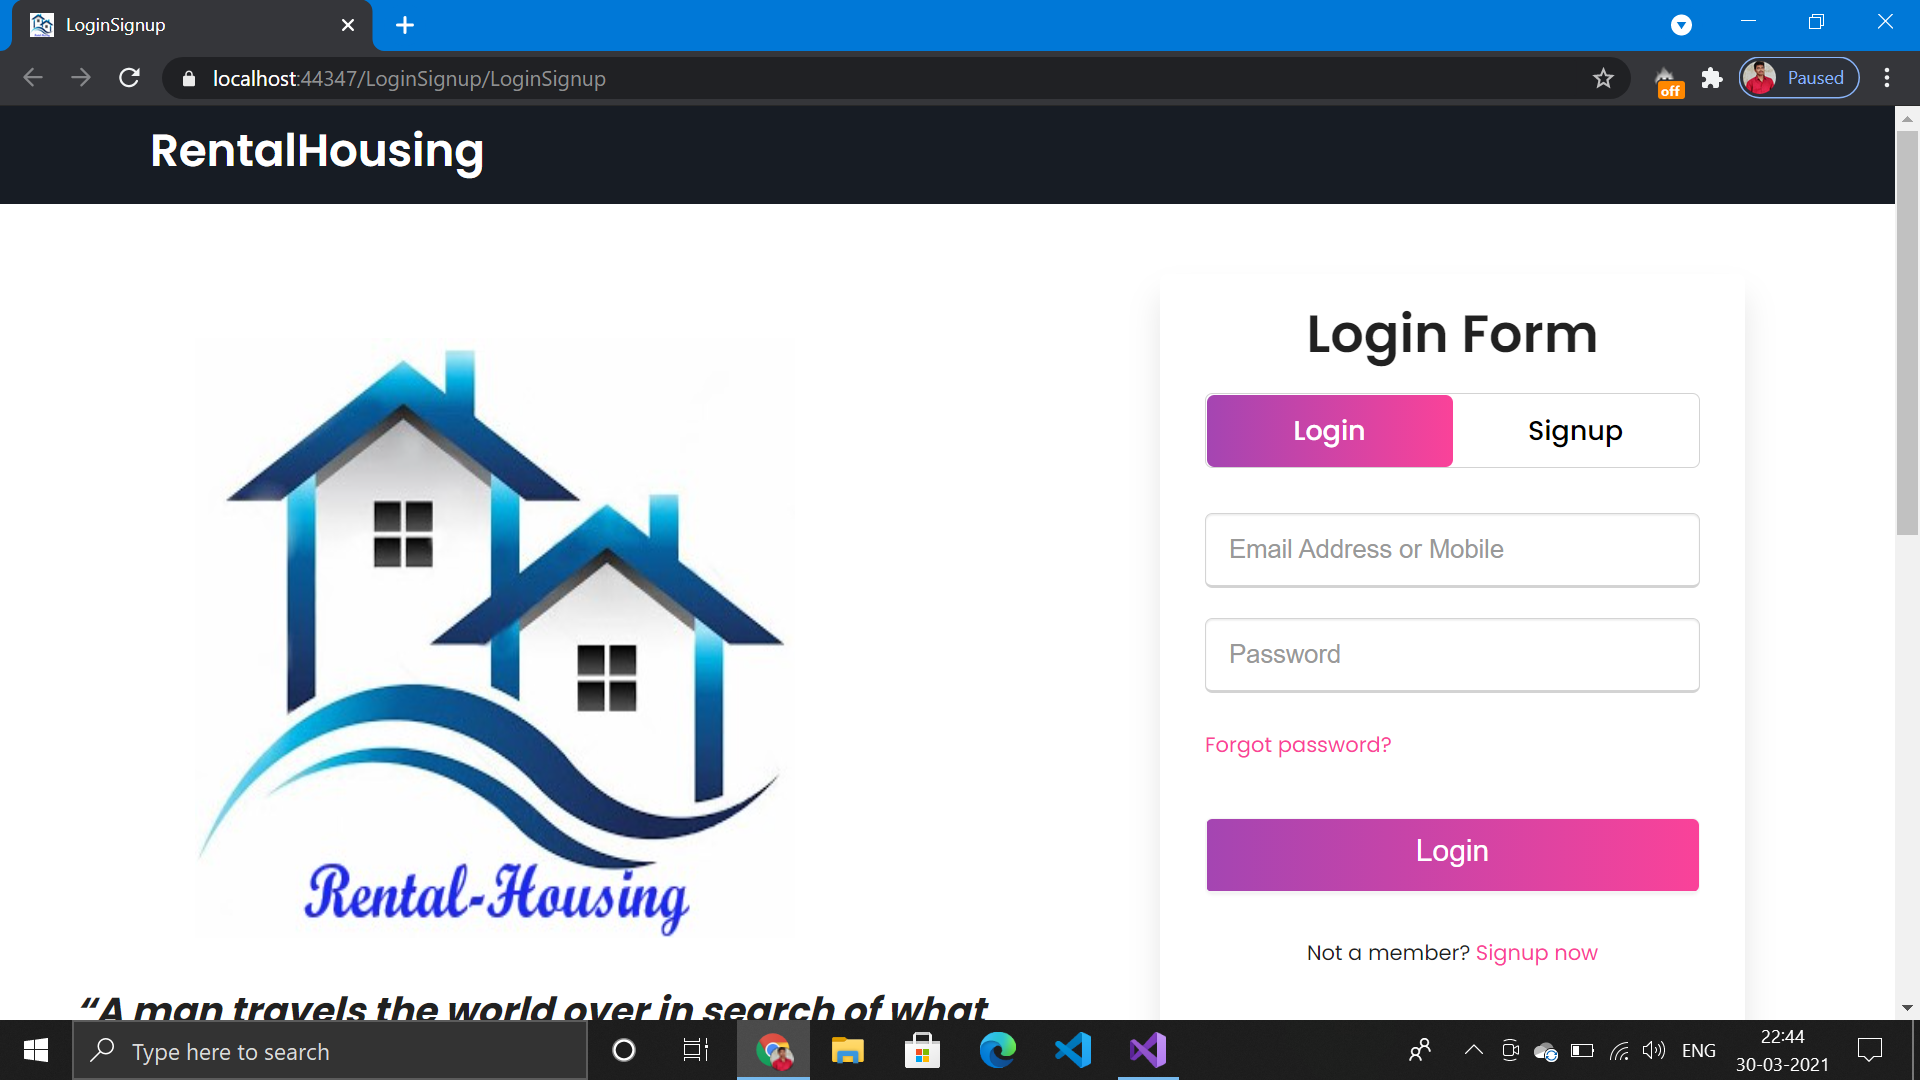 LoginSignup
localhost:44347/LoginSignup/LoginSignup
off
Paused
RentalHousing
Login Form
Login Signup
Email Address or Mobile
Password
Forgot password?
Login
Not a member? Signup now
Rental-Housing
“A man travels the world over in search of what
Type here to search
ENG
22:44
30-03-2021